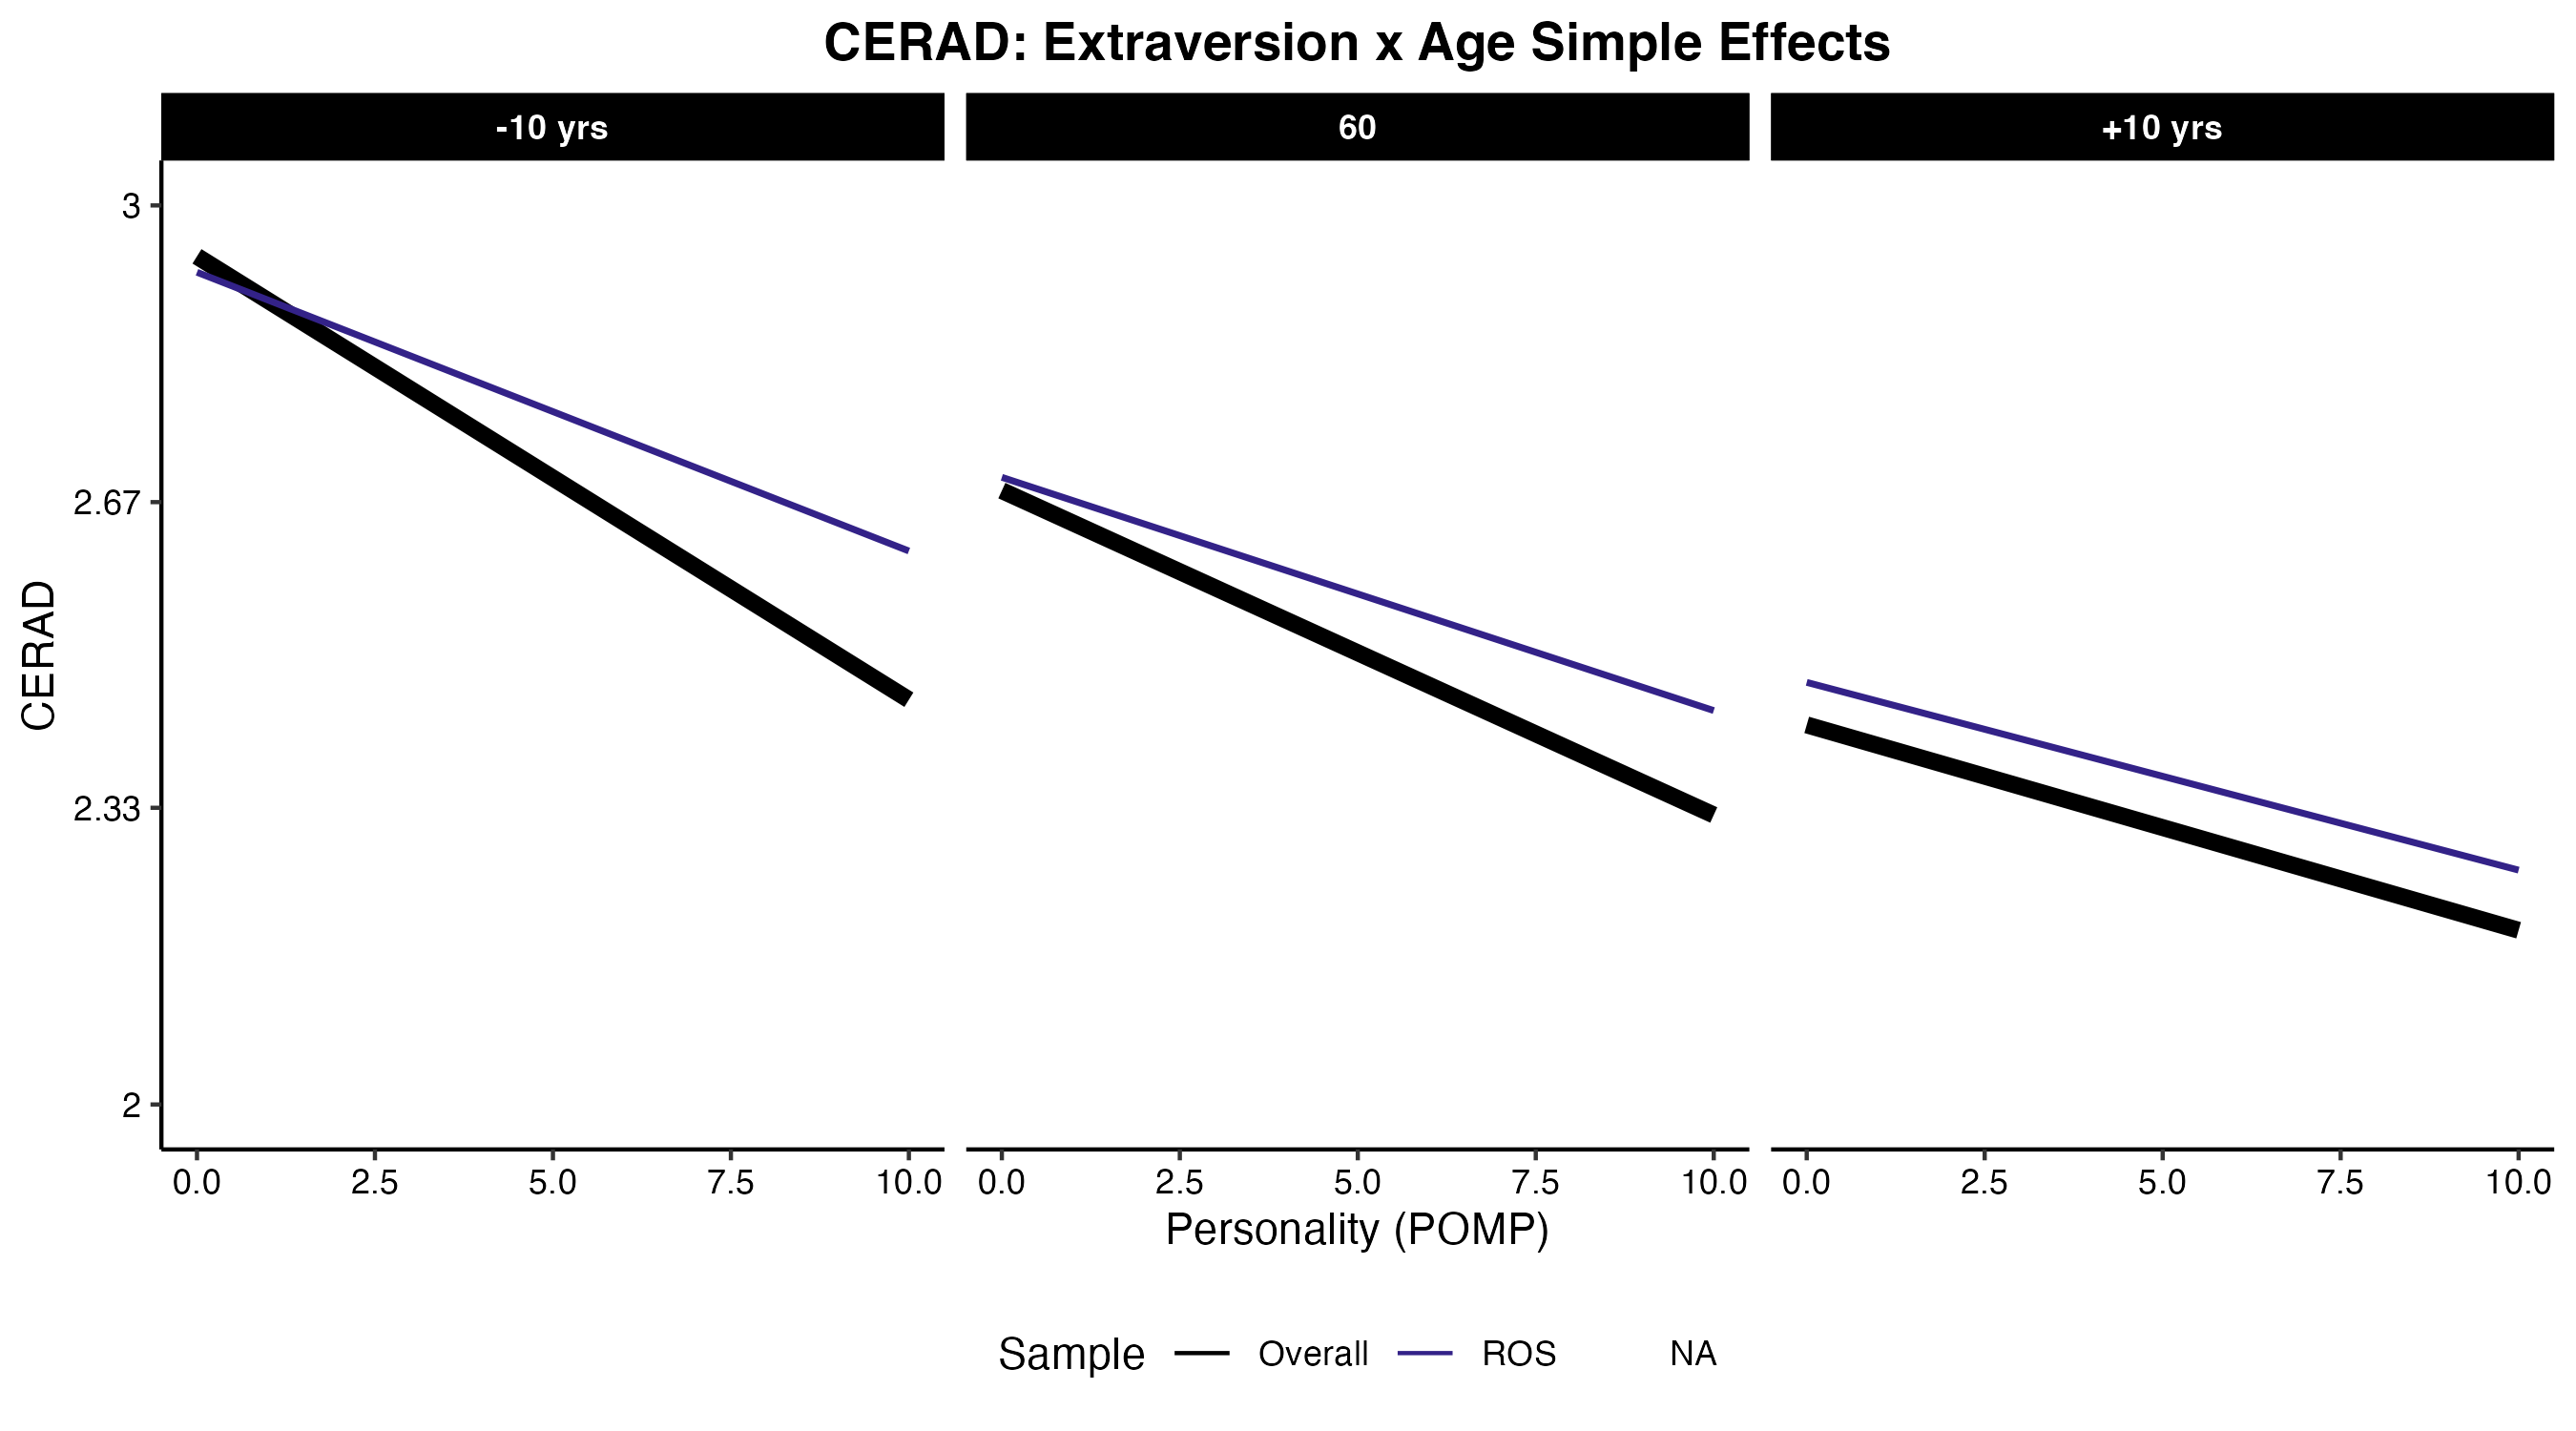 CERAD: Extraversion x Age Simple Effects
-10 yrs 60 +10 yrs
3
2.67
2.33
2
CERAD
0.0 2.5 5.0 7.5 10.0 0.0 2.5 5.0 7.5 10.0 0.0 2.5 5.0 7.5 10.0
Personality (POMP)
Sample Overall ROS NA